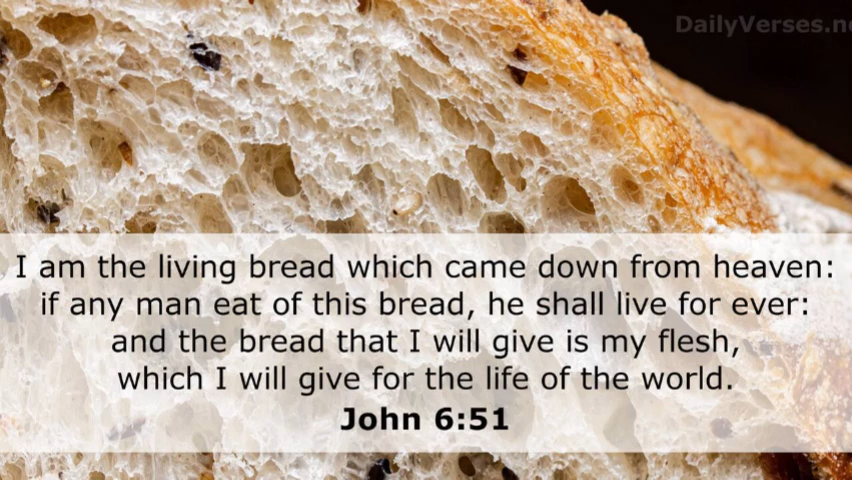 DailyVerses.ne
I am the living bread which came down from heaven:
if any man eat of this bread, he shall live for ever:
and the bread that I will give is my flesh,
which I will give for the life of the world.
John 6:51